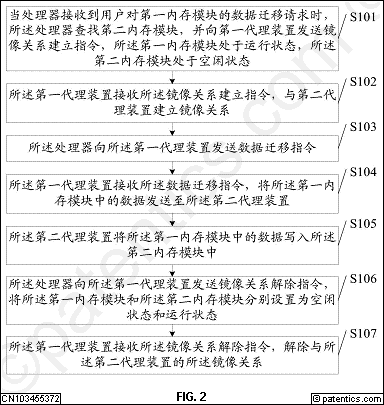 当处理器接收到用户对第一内存模块的数据迁移请求时，
所述处理器查找第二内存模块，并向第一代理装置发送镜
像关系建立指令，所述第一内存模块处于运行状态，所述
第二内存模块处于空闲状态
S101
所述第一代理装置接收所述镜像关系建立指令，与第二代
理装置建立镜像关系
S102
所述处理器向所述第一代理装置发送数据迁移指令
S103
所述第一代理装置接收所述数据迁移指令，将所述第一内
存模块中的数据发送至所述第二代理装置
S104
所述第二代理装置将所述第一内存模块中的数据写入所述
第二内存模块中
S105
所述处理器向所述第一代理装置发送镜像关系解除指令，
将所述第一内存模块和所述第二内存模块分别设置为空闲
状态和运行状态
S106
所述第一代理装置接收所述镜像关系解除指令，解除与所
述第二代理装置的所述镜像关系
S107
CN103455372
FIG. 2
© patentics.com